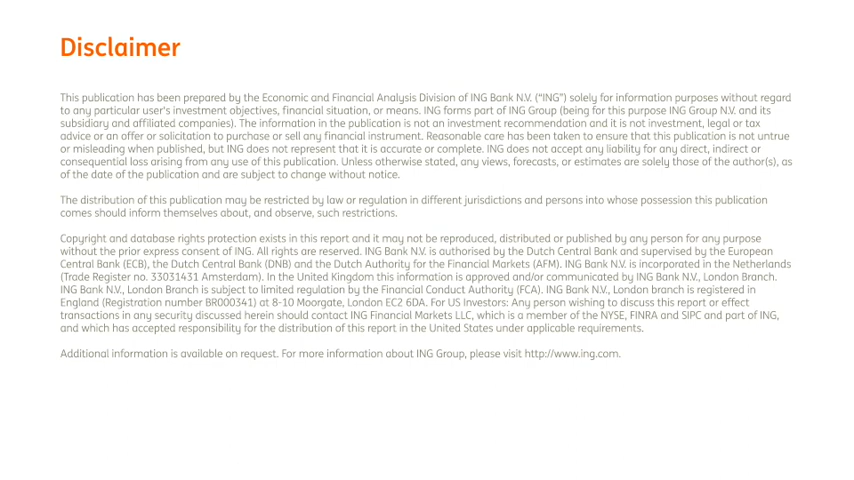 Disclaimer
This publication has been prepared by the Economic and Financial Analysis Division of ING Bank N.V. (“ING”) solely for information purposes without regard
to any particular user's investment objectives, financial situation, or means. ING forms part of ING Group (being for this purpose ING Group N.V. and its
subsidiary and affiliated companies). The information in the publication is not an investment recommendation and it is not investment, legal or tax
advice or an offer or solicitation to purchase or sell any financial instrument. Reasonable care has been taken to ensure that this publication is not untrue
or misleading when published, but ING does not represent that it is accurate or complete. ING does not accept any liability for any direct, indirect or
consequential loss arising from any use of this publication. Unless otherwise stated, any views, forecasts, or estimates are solely those of the author(s), as
of the date of the publication and are subject to change without notice.
The distribution of this publication may be restricted by law or regulation in different jurisdictions and persons into whose possession this publication
comes should inform themselves about, and observe, such restrictions.
Copyright and database rights protection exists in this report and it may not be reproduced, distributed or published by any person for any purpose
without the prior express consent of ING. All rights are reserved. ING Bank N.V. is authorised by the Dutch Central Bank and supervised by the European
Central Bank (ECB), the Dutch Central Bank (DNB) and the Dutch Authority for the Financial Markets (AFM). ING Bank N.V. is incorporated in the Netherlands
(Trade Register no. 33031431 Amsterdam). In the United Kingdom this information is approved and/or communicated by ING Bank N.V., London Branch.
ING Bank N.V., London Branch is subject to limited regulation by the Financial Conduct Authority (FCA). ING Bank N.V., London branch is registered in
England (Registration number BR000341) at 8-10 Moorgate, London EC2 6DA. For US Investors: Any person wishing to discuss this report or effect
transactions in any security discussed herein should contact ING Financial Markets LLC, which is a member of the NYSE, FINRA and SIPC and part of ING,
and which has accepted responsibility for the distribution of this report in the United States under applicable requirements.
Additional information is available on request. For more information about ING Group, please visit http://www.ing.com.